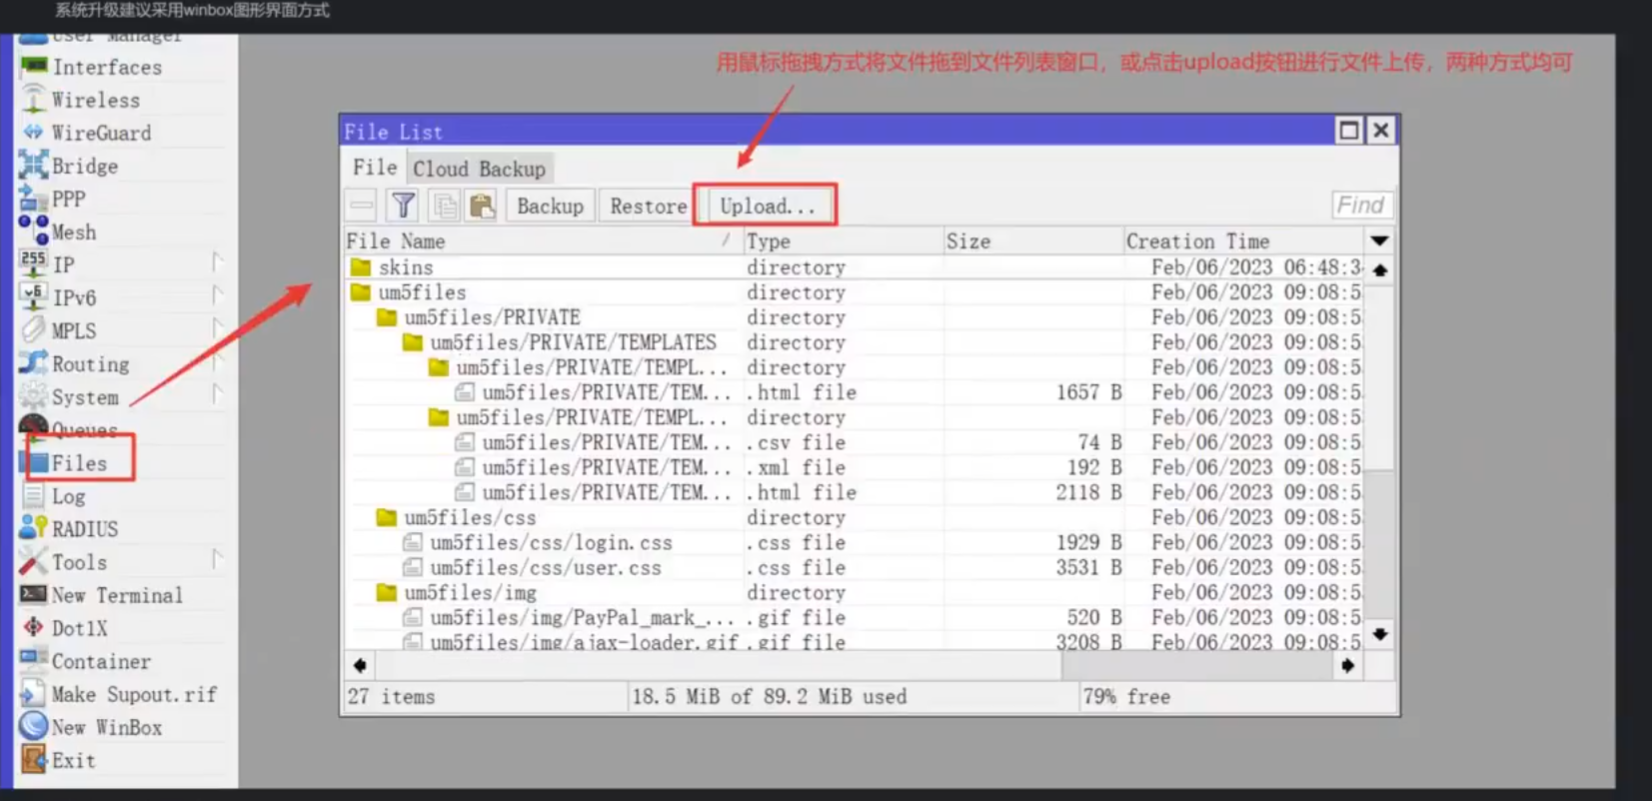 系统升级建议采用winbox图形界面方式
User Manager
用鼠标拖拽方式将文件拖到文件列表窗口，或点击upload按钮进行文件上传，两种方式均可
Interfaces
Wireless
WireGuard
Bridge
PPP
Mesh
255
IP
v6
IPv6
MPLS
Routing
System
Queues
Files
Log
RADIUS
Tools
New Terminal
Dot1X
Container
Make Supout.rif
New WinBox
Exit
File List
File Cloud Backup
Backup Restore Upload... Find
File Name / Type Size Creation Time
skins directory Feb/06/2023 06:48:3
um5files directory Feb/06/2023 09:08:5
um5files/PRIVATE directory Feb/06/2023 09:08:5
um5files/PRIVATE/TEMPLATES directory Feb/06/2023 09:08:5
um5files/PRIVATE/TEMPL... directory Feb/06/2023 09:08:5
um5files/PRIVATE/TEM... .html file 1657 B Feb/06/2023 09:08:5
um5files/PRIVATE/TEMPL... directory Feb/06/2023 09:08:5
um5files/PRIVATE/TEM... .csv file 74 B Feb/06/2023 09:08:5
um5files/PRIVATE/TEM... .xml file 192 B Feb/06/2023 09:08:5
um5files/PRIVATE/TEM... .html file 2118 B Feb/06/2023 09:08:5
um5files/css directory Feb/06/2023 09:08:5
um5files/css/login.css .css file 1929 B Feb/06/2023 09:08:5
um5files/css/user.css .css file 3531 B Feb/06/2023 09:08:5
um5files/img directory Feb/06/2023 09:08:5
um5files/img/PayPal_mark_... .gif file 520 B Feb/06/2023 09:08:5
um5files/img/ajax-loader.gif .gif file 3208 B Feb/06/2023 09:08:5
27 items 18.5 MiB of 89.2 MiB used 79% free